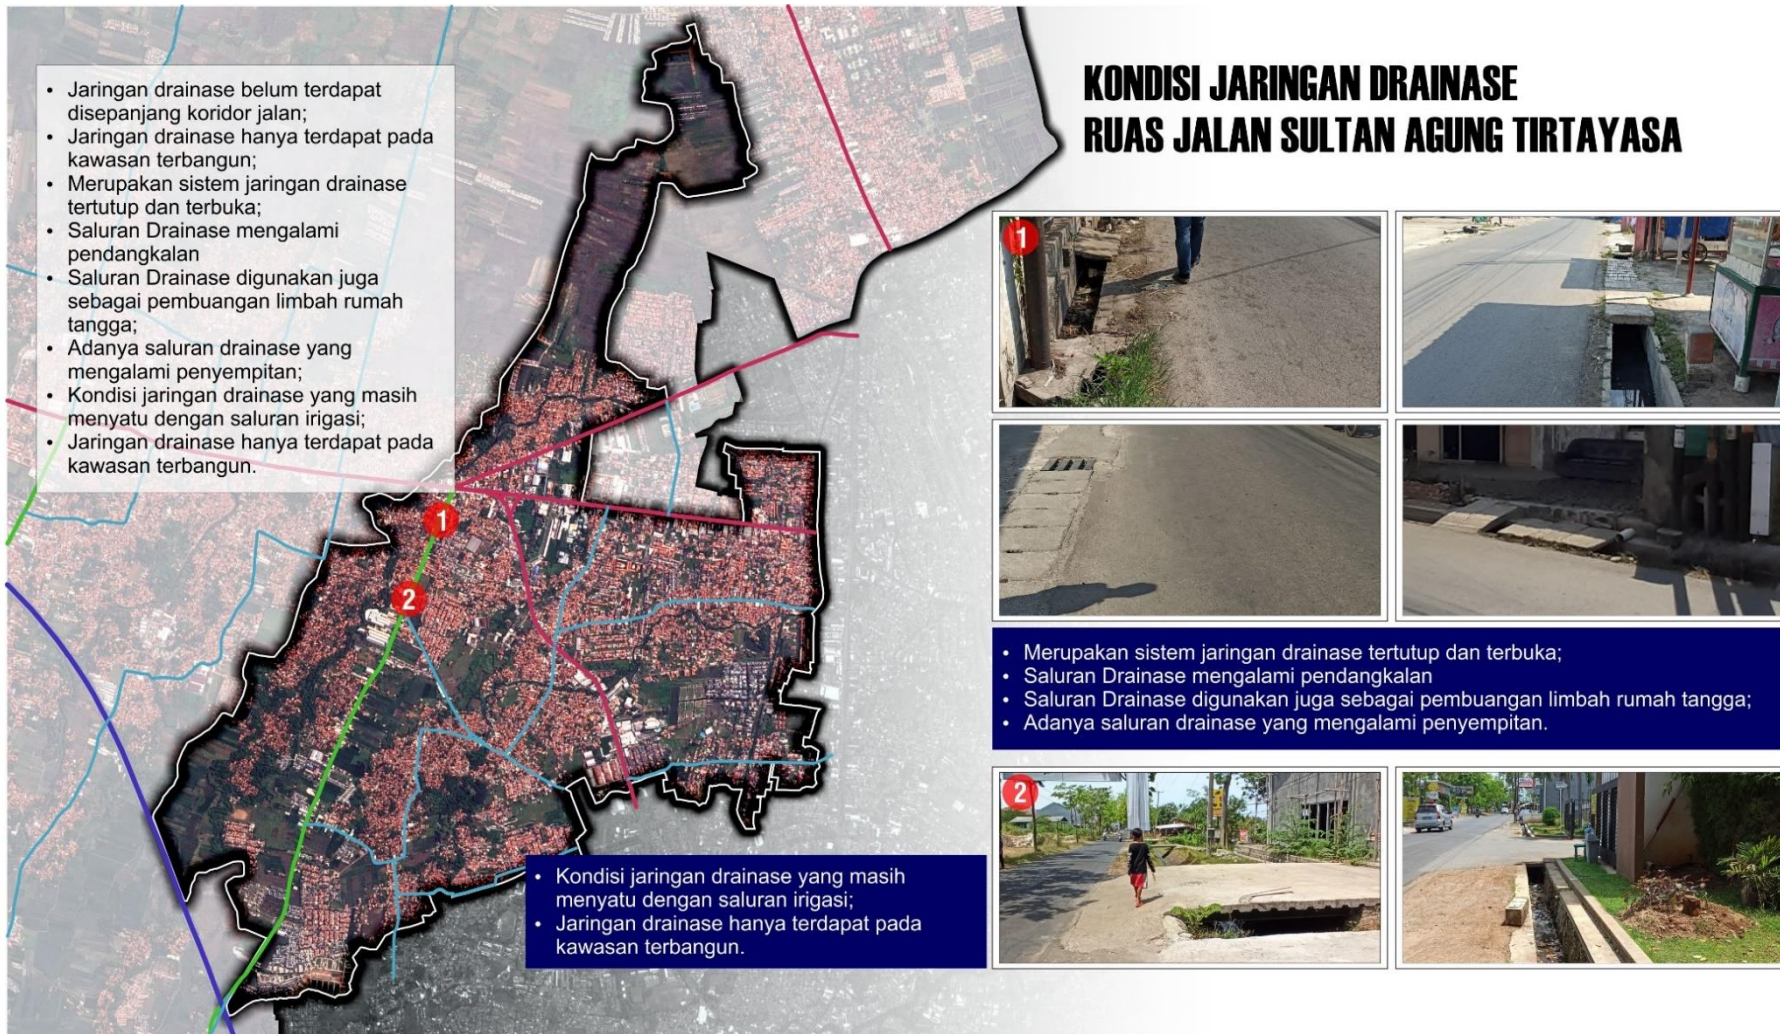 KONDISI JARINGAN DRAINASE
RUAS JALAN SULTAN AGUNG TIRTAYASA
• Jaringan drainase belum terdapat
disepanjang koridor jalan;
• Jaringan drainase hanya terdapat pada
kawasan terbangun;
• Merupakan sistem jaringan drainase
tertutup dan terbuka;
• Saluran Drainase mengalami
pendangkalan
• Saluran Drainase digunakan juga
sebagai pembuangan limbah rumah
tangga;
• Adanya saluran drainase yang
mengalami penyempitan;
• Kondisi jaringan drainase yang masih
menyatu dengan saluran irigasi;
• Jaringan drainase hanya terdapat pada
kawasan terbangun.
1
2
1
• Merupakan sistem jaringan drainase tertutup dan terbuka;
• Saluran Drainase mengalami pendangkalan
• Saluran Drainase digunakan juga sebagai pembuangan limbah rumah tangga;
• Adanya saluran drainase yang mengalami penyempitan.
2
• Kondisi jaringan drainase yang masih
menyatu dengan saluran irigasi;
• Jaringan drainase hanya terdapat pada
kawasan terbangun.